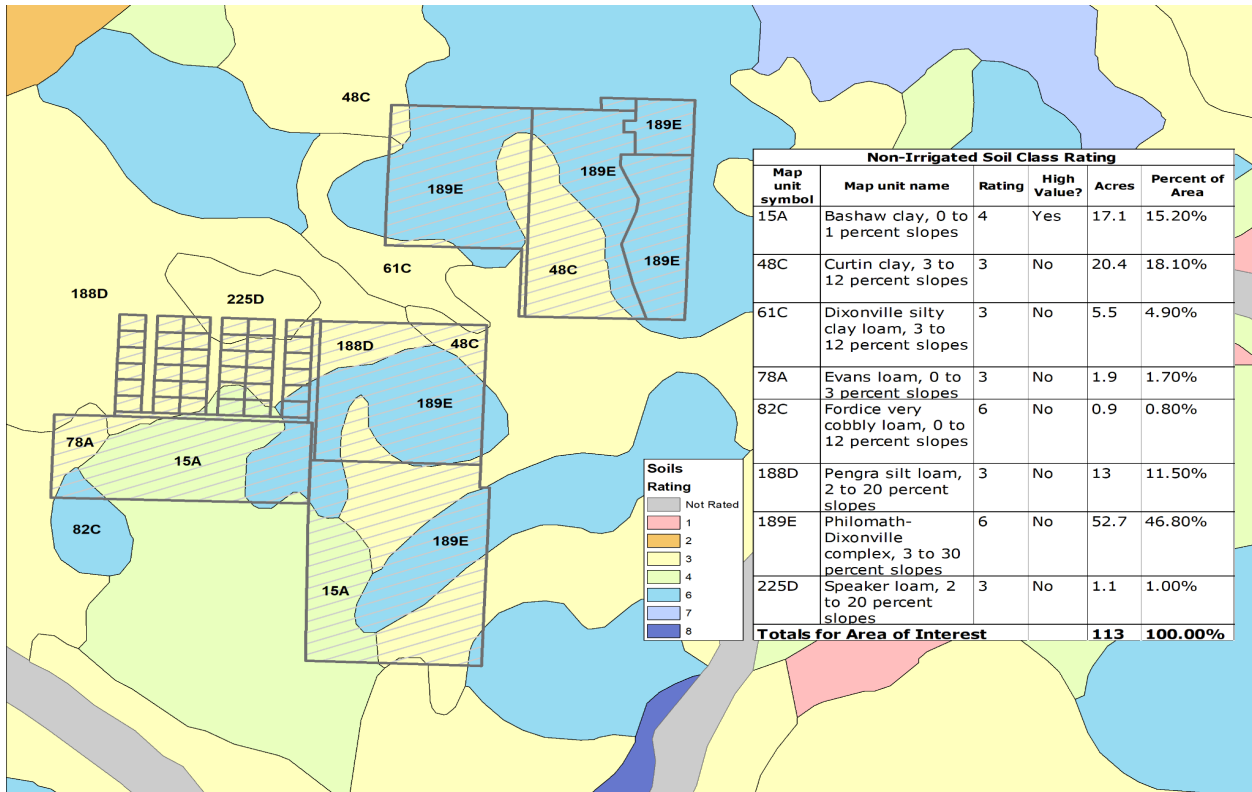 48C
189E
189E
189E
48C
189E
61C
188D
225D
188D
48C
189E
78A
15A
82C
189E
15A
Non-Irrigated Soil Class Rating
Map unit symbol Map unit name Rating High Value? Acres Percent of Area
15A Bashaw clay, 0 to 4 Yes 17.1 15.20%
1 percent slopes
48C Curtin clay, 3 to 3 No 20.4 18.10%
12 percent slopes
61C Dixonville silty 3 No 5.5 4.90%
clay loam, 3 to
12 percent slopes
78A Evans loam, 0 to 3 No 1.9 1.70%
3 percent slopes
82C Fordice very 6 No 0.9 0.80%
cobbly loam, 0 to
12 percent slopes
188D Pengra silt loam, 3 No 13 11.50%
2 to 20 percent
slopes
189E Philomath- 6 No 52.7 46.80%
Dixonville
complex, 3 to 30
percent slopes
225D Speaker loam, 2 3 No 1.1 1.00%
to 20 percent
slopes
Totals for Area of Interest 113 100.00%
Soils
Rating
Not Rated
1
2
3
4
6
7
8